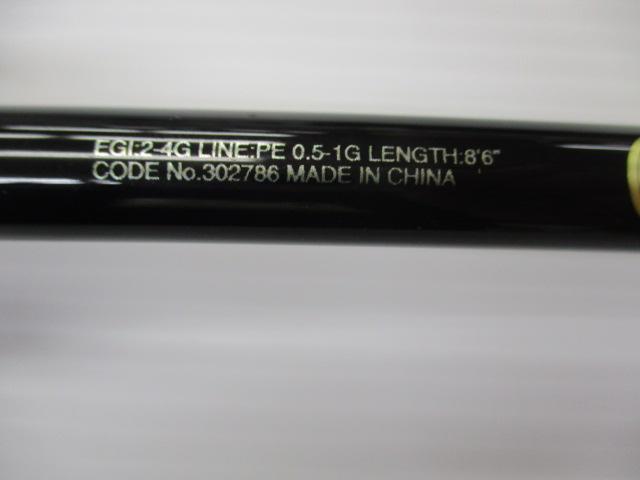 EGI:2-4G LINE:PE 0.5-1G LENGTH:8'6"
CODE No.302786 MADE IN CHINA